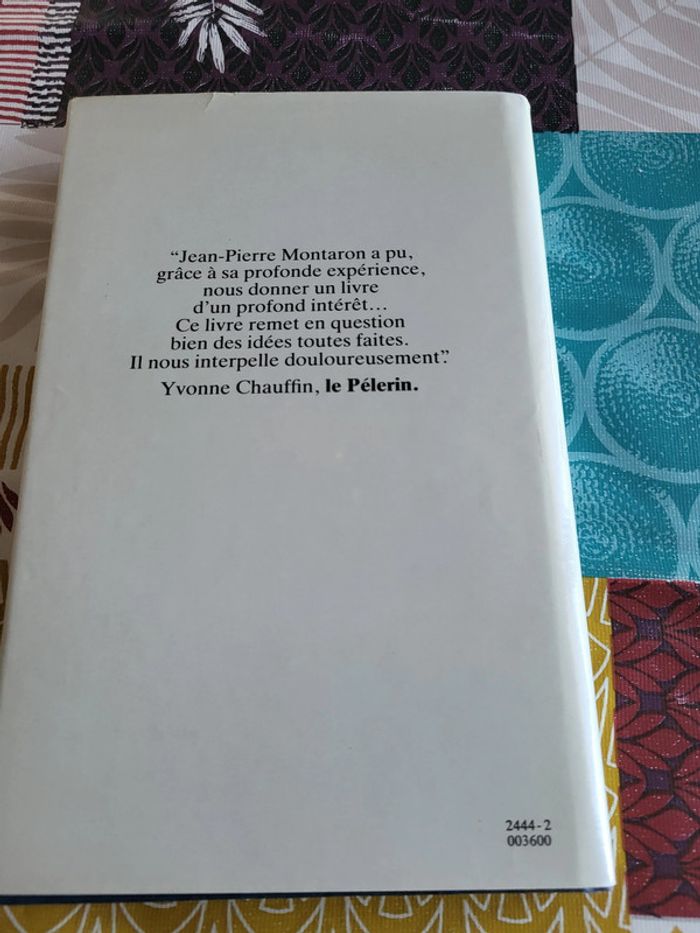 “Jean-Pierre Montaron a pu,
grâce à sa profonde expérience,
nous donner un livre
d’un profond intérêt...
Ce livre remet en question
bien des idées toutes faites.
Il nous interpelle douloureusement”.
Yvonne Chauffin, le Pélerin.
2444-2
003600